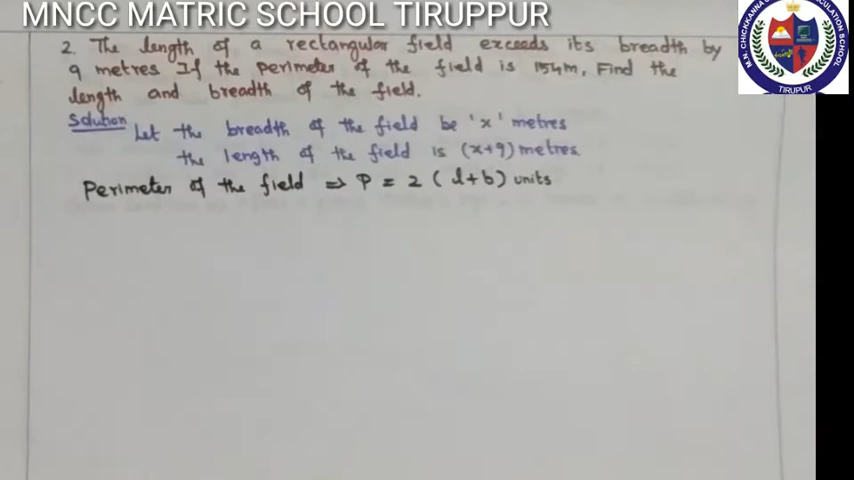 MNCC MATRIC SCHOOL TIRUPPUR
2. The length of a rectangular field exceeds its breadth by
9 metres If the perimeter of the field is 154m, Find the
length and breadth of the field.
Solution Let the breadth of the field be 'x' metres
the length of the field is (x+9) metres.
Perimeter of the field => P = 2 (l+b) units
TIRUPUR